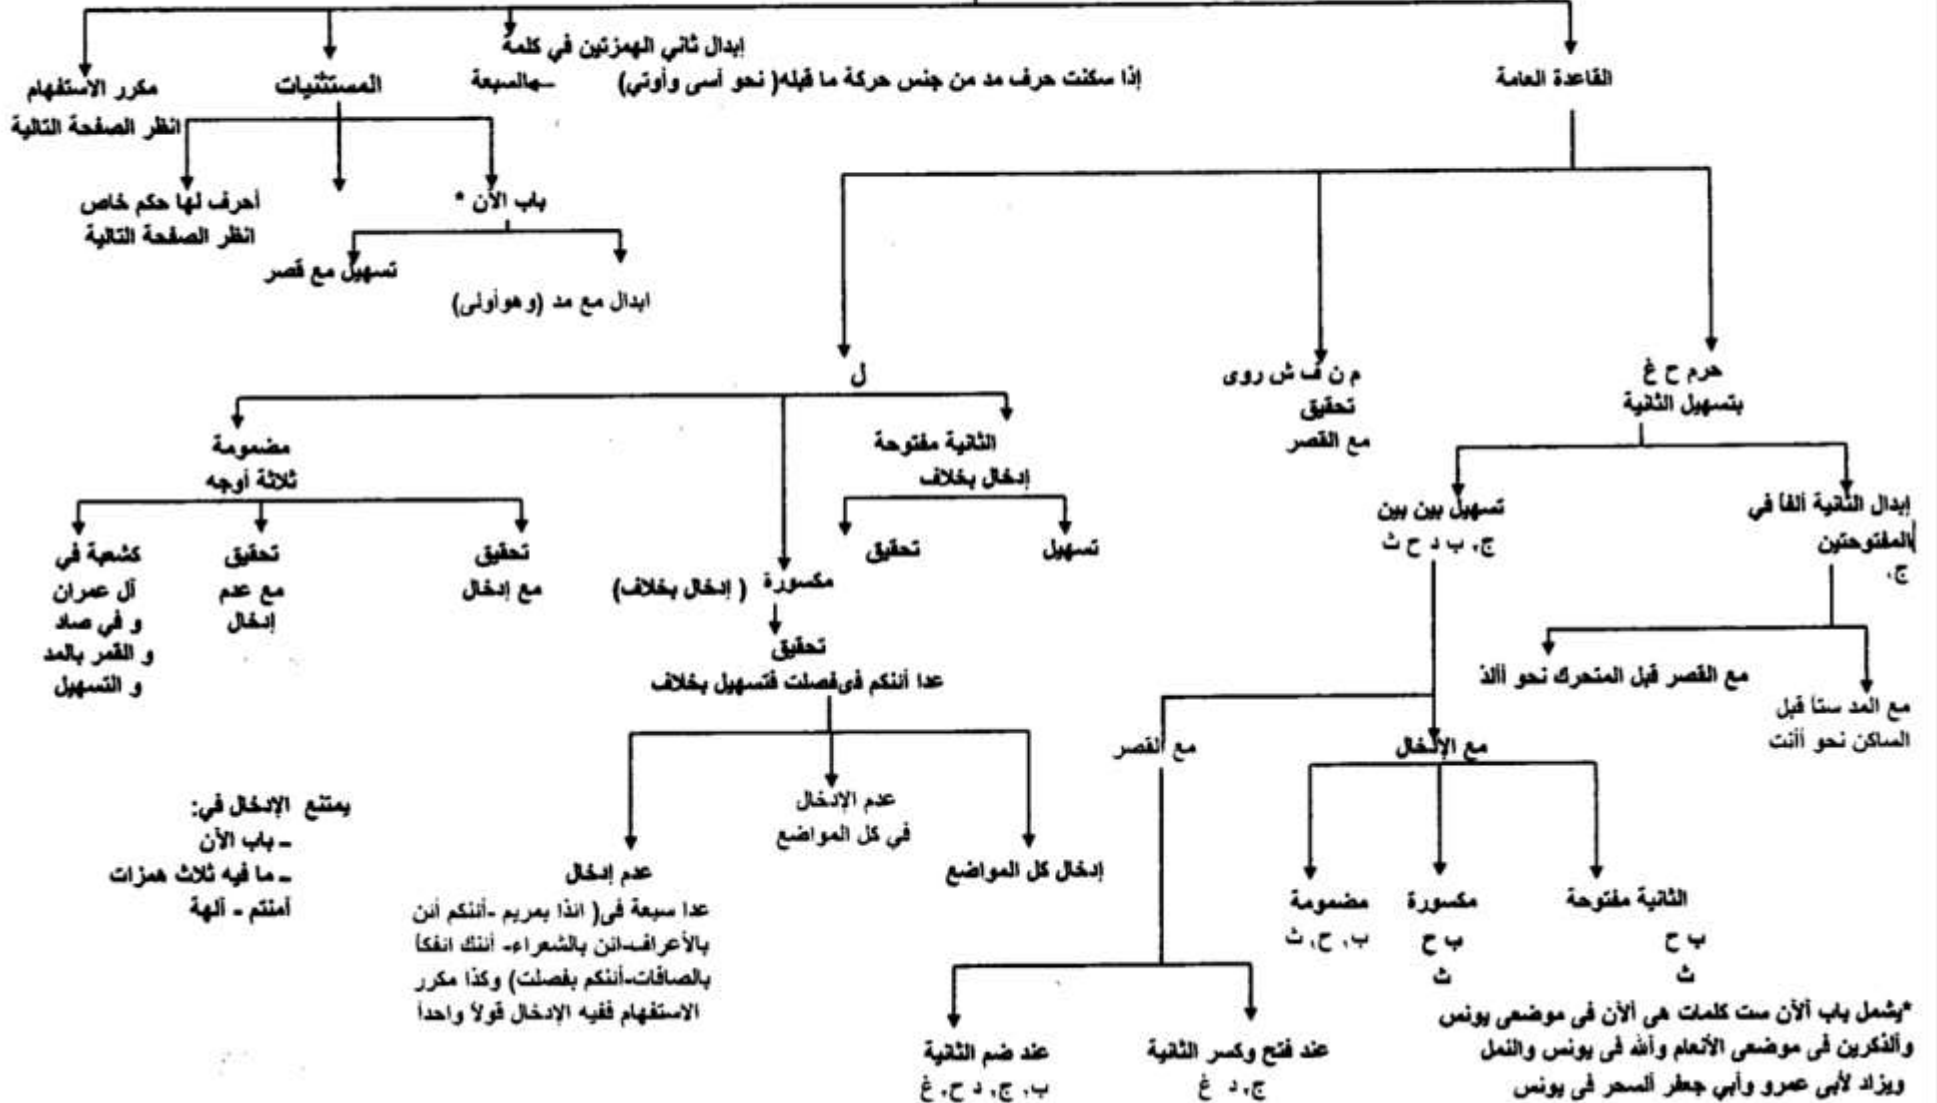 القاعدة العامة
إبدال ثاني الهمزتين في كلمة
إذا سكنت حرف مد من جنس حركة ما قبله( نحو آسى وأوتي)
المستثنيات
مكرر الاستفهام
انظر الصفحة التالية
باب الآن *
أحرف لها حكم خاص
انظر الصفحة التالية
تسهيل مع قصر
ابدال مع مد (وهوأولى)
حرم ح غ
بتسهيل الثانية
م ن ف ش روى
تحقيق
مع القصر
ل
إبدال الثانية ألفاً في
المفتوحتين
ج,
تسهيل بين بين
ج, ب د ح ث
مع المد ستاً قبل
الساكن نحو أأنت
مع القصر قبل المتحرك نحو أألد
مع الإدخال
مع القصر
الثانية مفتوحة
ب ح
ث
مكسورة
ب ح
ث
مضمومة
ب, ح, ث
عند فتح وكسر الثانية
ج, د غ
عند ضم الثانية
ب, ج, د ح, غ
الثانية مفتوحة
إدخال بخلاف
تسهيل
تحقيق
مكسورة ( إدخال بخلاف)
تحقيق
عدا أئنكم فى فصلت فتسهيل بخلاف
إدخال كل المواضع
عدم الإدخال
في كل المواضع
عدم إدخال
عدا سبعة فى( ائذا بمريم -أئنكم أئن
بالأعراف-ائن بالشعراء- أئنك ائفكاً
بالصافات-أئنكم بفصلت) وكذا مكرر
الاستفهام ففيه الإدخال قولاً واحداً
مضمومة
ثلاثة أوجه
تحقيق
مع إدخال
تحقيق
مع عدم
إدخال
كشعبة في
آل عمران
و في صاد
و القمر بالمد
و التسهيل
يمتنع الإدخال في:
ـ باب الآن
ـ ما فيه ثلاث همزات
آمنتم - آلهة
*يشمل باب آلآن ست كلمات هى آلآن فى موضعى يونس
وآلذكرين فى موضعى الأنعام وآلله فى يونس والنمل
ويزاد لأبى عمرو وأبي جعفر آلسحر فى يونس